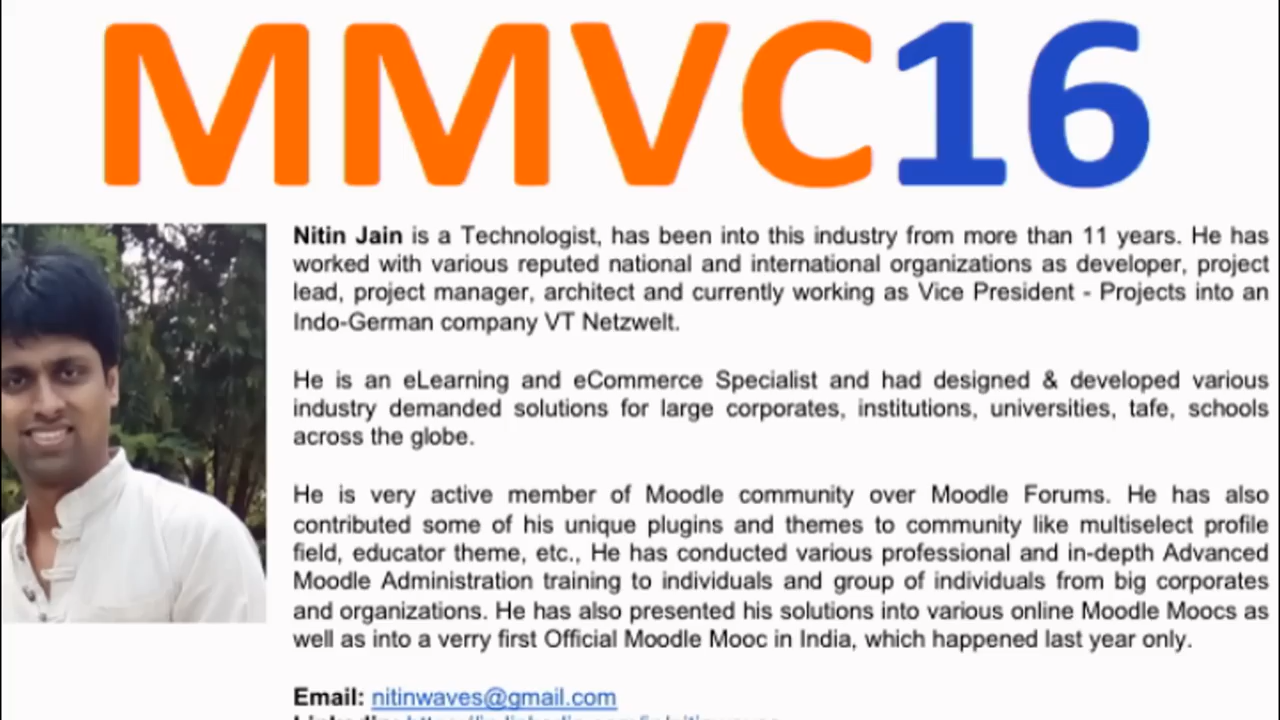 MMVC16
Nitin Jain is a Technologist, has been into this industry from more than 11 years. He has
worked with various reputed national and international organizations as developer, project
lead, project manager, architect and currently working as Vice President - Projects into an
Indo-German company VT Netzwelt.
He is an eLearning and eCommerce Specialist and had designed & developed various
industry demanded solutions for large corporates, institutions, universities, tafe, schools
across the globe.
He is very active member of Moodle community over Moodle Forums. He has also
contributed some of his unique plugins and themes to community like multiselect profile
field, educator theme, etc., He has conducted various professional and in-depth Advanced
Moodle Administration training to individuals and group of individuals from big corporates
and organizations. He has also presented his solutions into various online Moodle Moocs as
well as into a verry first Official Moodle Mooc in India, which happened last year only.
Email: nitinwaves@gmail.com